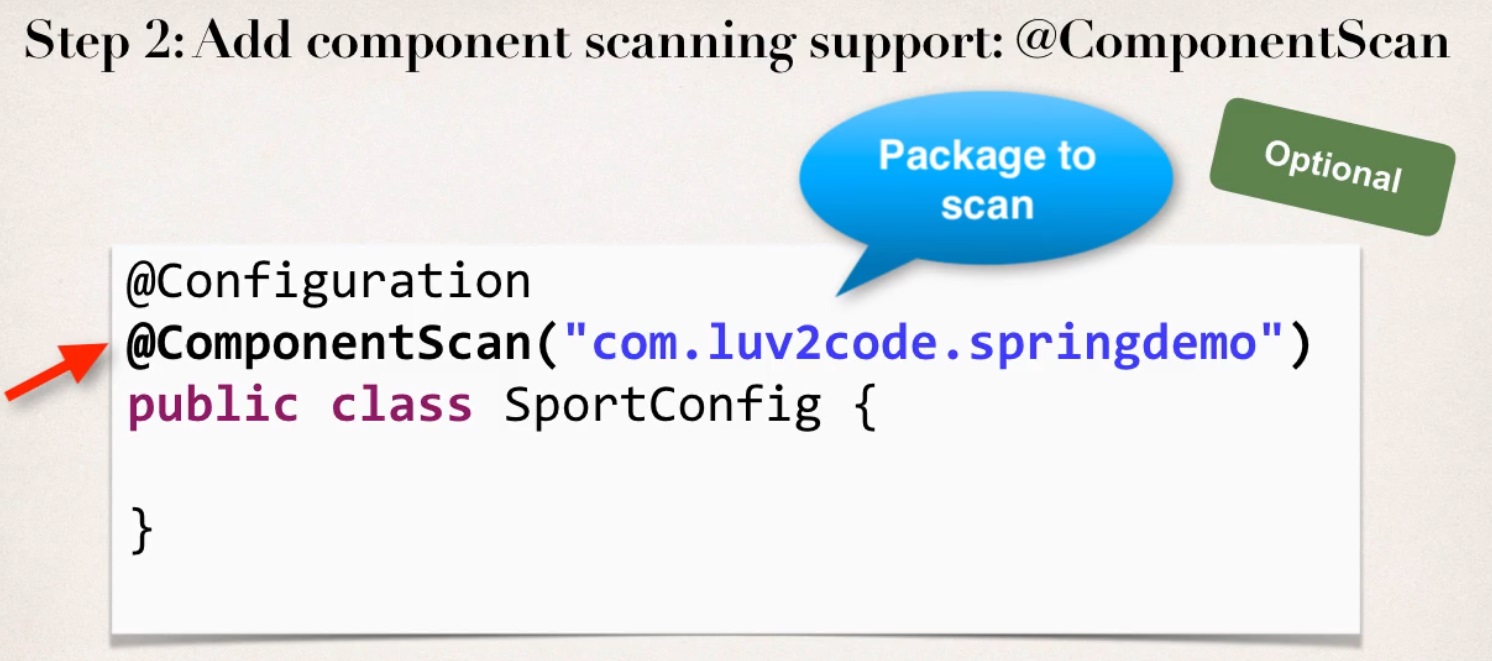 Step 2: Add component scanning support: @ComponentScan
Package to
scan
Optional
@Configuration
@ComponentScan("com.luv2code.springdemo")
public class SportConfig {
}